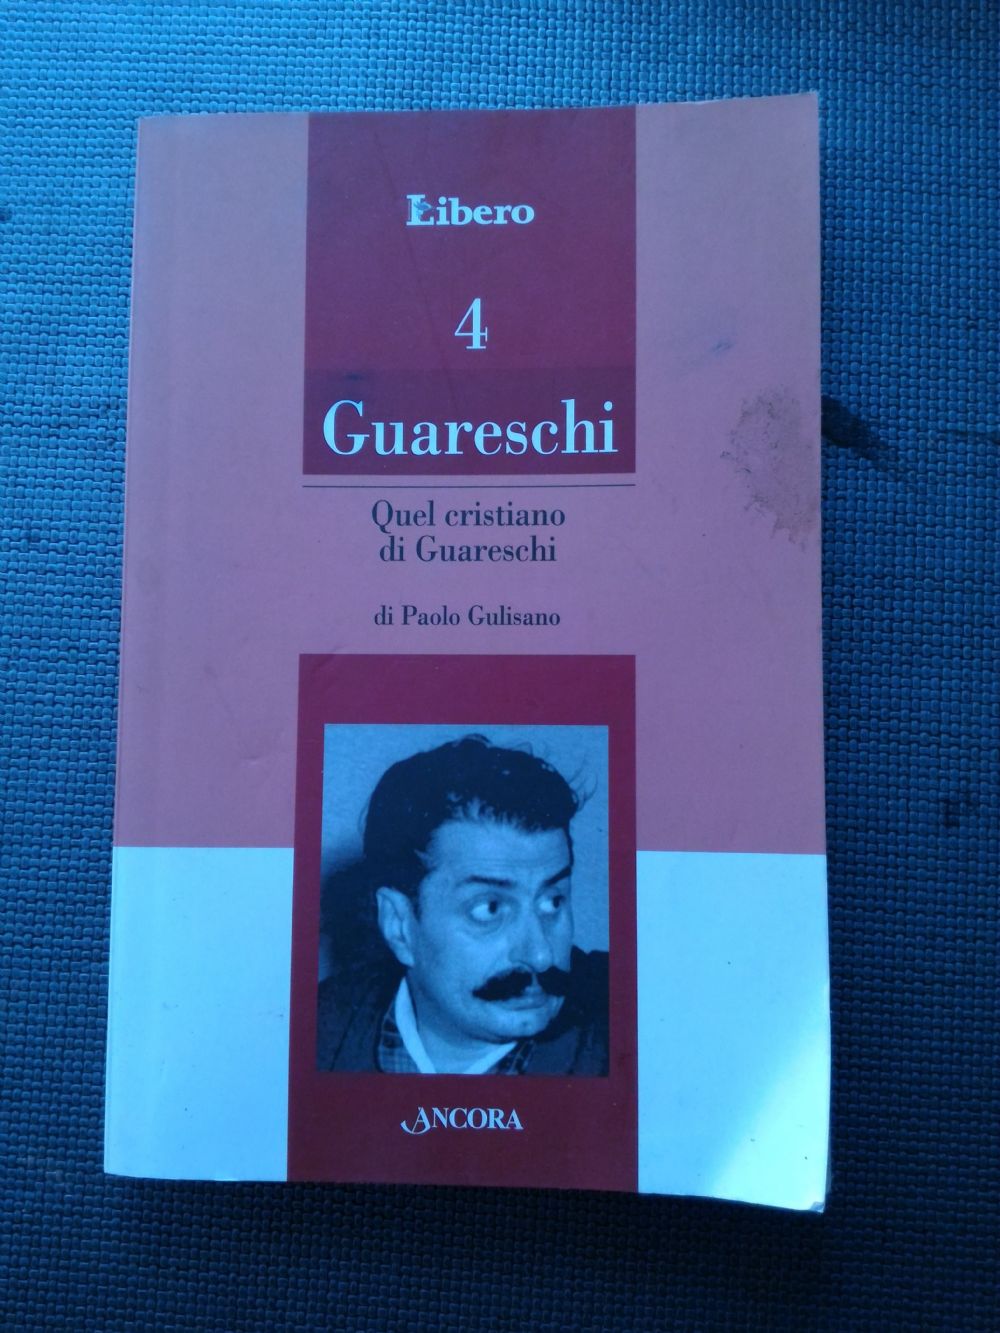 Libero
4
Guareschi
Quel cristiano
di Guareschi
di Paolo Gulisano
ANCORA